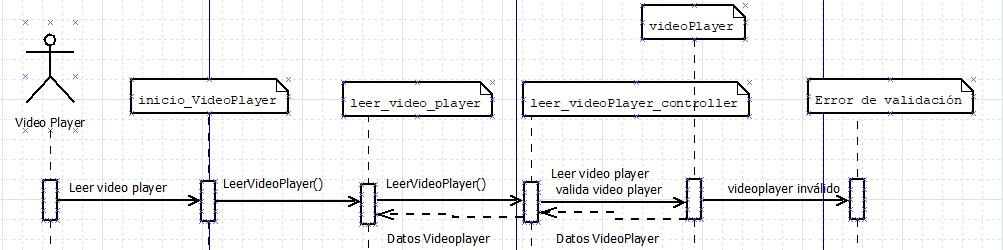 videoPlayer
inicio_VideoPlayer
leer_video_player
leer_videoPlayer_controller
Error de validación
Video Player
Leer video player
LeerVideoPlayer()
LeerVideoPlayer()
Leer video player
valida video player
videoplayer inválido
Datos Videoplayer
Datos VideoPlayer